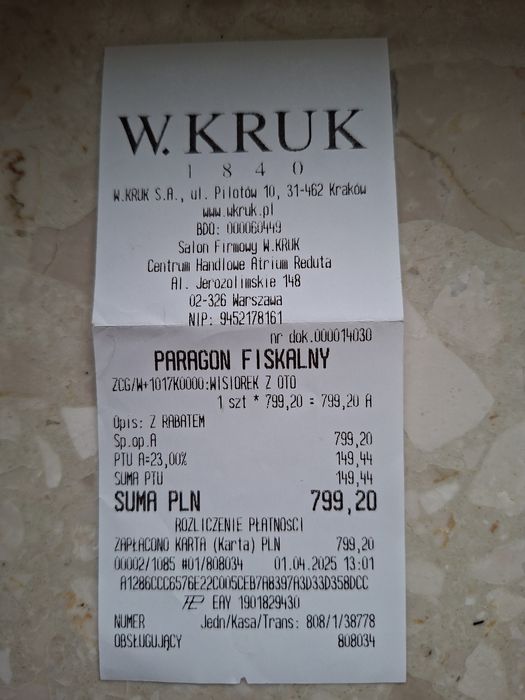 W.KRUK
1840
W.KRUK S.A., ul. Pilotów 10, 31-462 Kraków
www.wkruk.pl
BDO: 000060449
Salon Firmowy W.KRUK
Centrum Handlowe Atrium Reduta
Al. Jerozolimskie 148
02-326 Warszawa
NIP: 9452178161
nr dok.000014030
PARAGON FISKALNY
ZCG/W+1017K0000:WISIOREK Z OTO
1 szt * 799,20 = 799,20 A
Opis: Z RABATEM
Sp.op.A 799,20
PTU A=23,00% 149,44
SUMA PTU 149,44
SUMA PLN 799,20
ROZLICZENIE PŁATNOŚCI
ZAPŁACONO KARTA (Karta) PLN 799,20
00002/1085 #01/808034 01.04.2025 13:01
A1286CCC6576E22C005CEB7A8397A3D33D358DCC
EAY 1901829430
NUMER Jedn/Kasa/Trans: 808/1/38778
OBSŁUGUJĄCY 808034